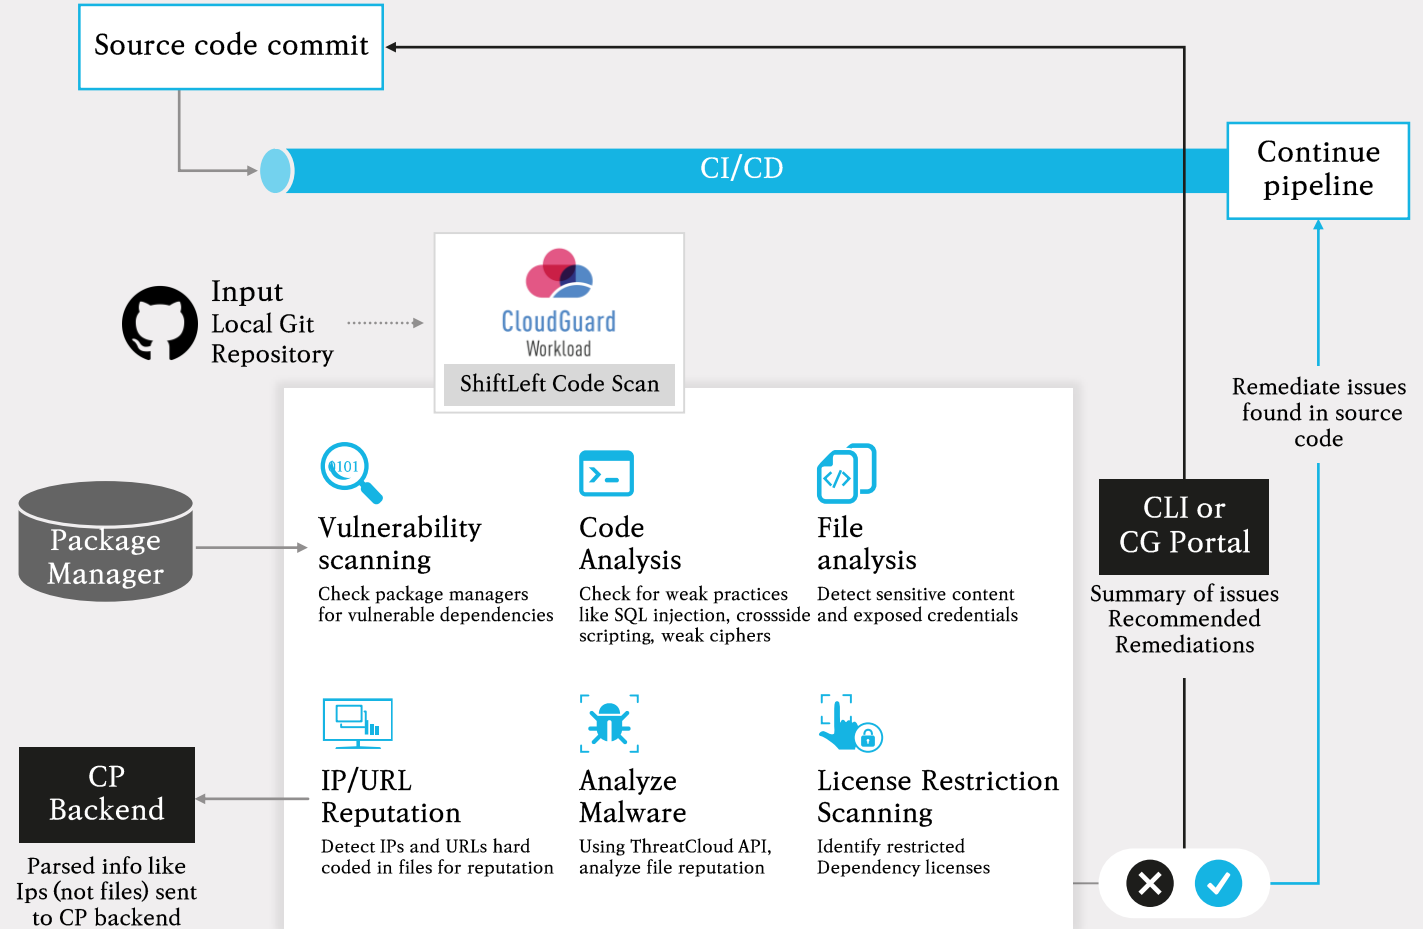 Source code commit
CI/CD
Continue
pipeline
Input
Local Git
Repository
CloudGuard
Workload
ShiftLeft Code Scan
Remediate issues
found in source
code
Package
Manager
0101
Vulnerability
scanning
Check package managers
for vulnerable dependencies
Code
Analysis
Check for weak practices
like SQL injection, crossside
scripting, weak ciphers
File
analysis
Detect sensitive content
and exposed credentials
</>
CLI or
CG Portal
Summary of issues
Recommended
Remediations
CP
Backend
Parsed info like
Ips (not files) sent
to CP backend
IP/URL
Reputation
Detect IPs and URLs hard
coded in files for reputation
Analyze
Malware
Using ThreatCloud API,
analyze file reputation
License Restriction
Scanning
Identify restricted
Dependency licenses